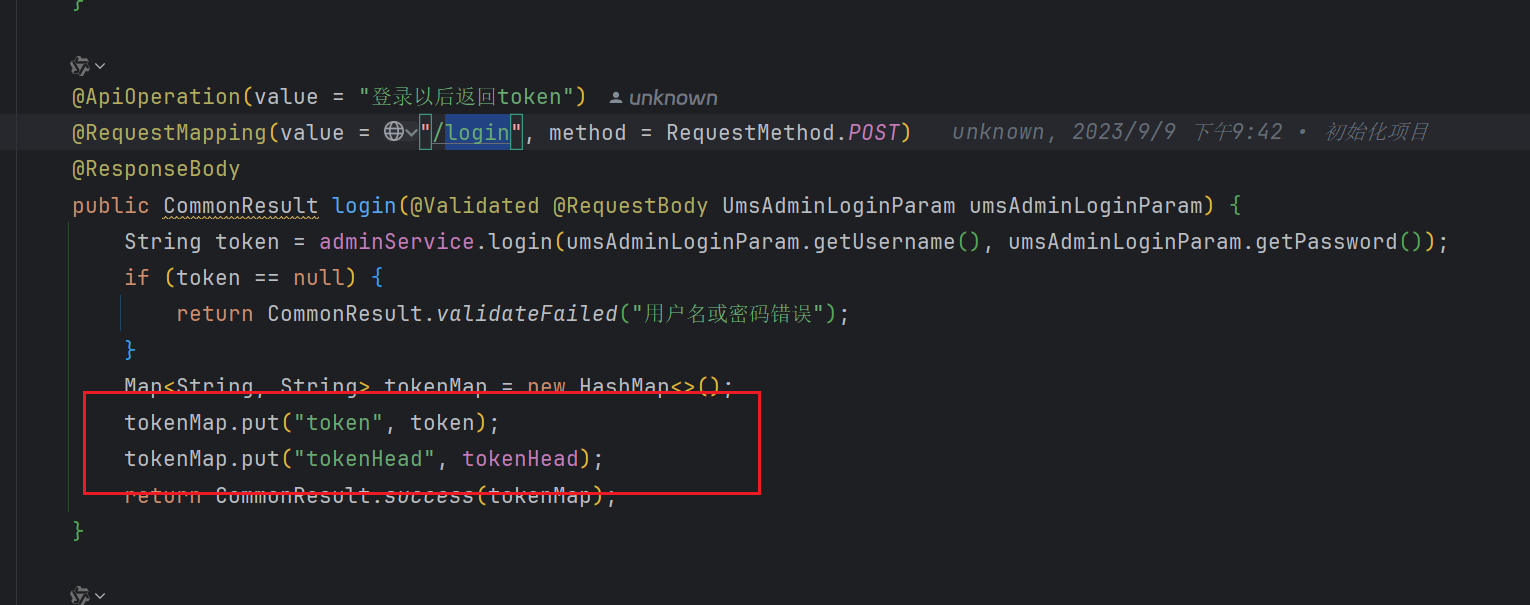 }
@ApiOperation(value = "登录以后返回token") unknown
@RequestMapping(value = "/login", method = RequestMethod.POST) unknown, 2023/9/9 下午9:42 • 初始化项目
@ResponseBody
public CommonResult login(@Validated @RequestBody UmsAdminLoginParam umsAdminLoginParam) {
String token = adminService.login(umsAdminLoginParam.getUsername(), umsAdminLoginParam.getPassword());
if (token == null) {
return CommonResult.validateFailed("用户名或密码错误");
}
Map<String, String> tokenMap = new HashMap<>();
tokenMap.put("token", token);
tokenMap.put("tokenHead", tokenHead);
return CommonResult.success(tokenMap);
}